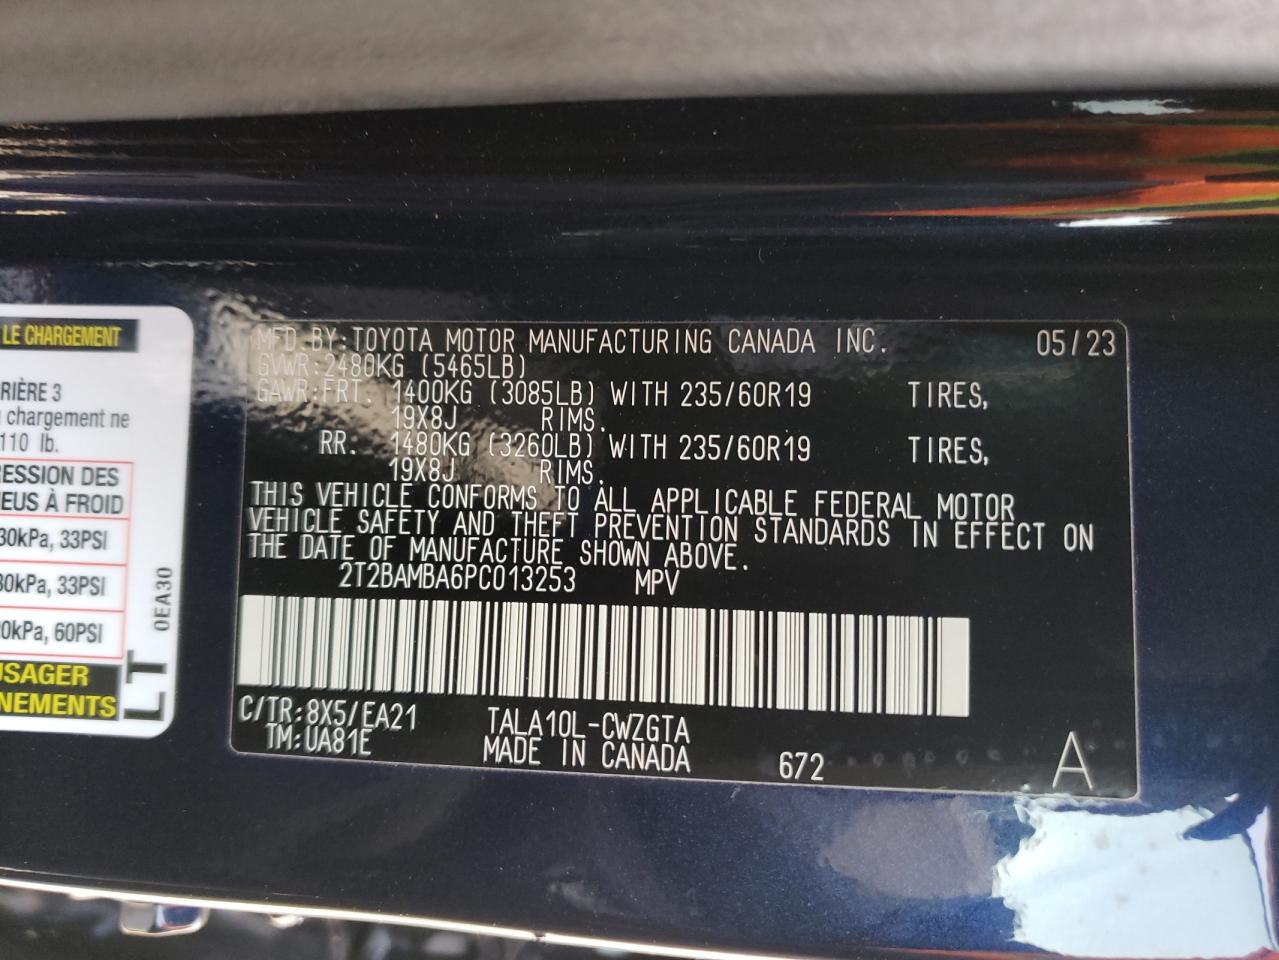 LE CHARGEMENT
RIÈRE 3
chargement ne
110 lb.
RESSION DES
NEUS À FROID
30kPa, 33PSI
30kPa, 33PSI
20kPa, 60PSI
USAGER
NEMENTS
0EA30
LT
MFD.BY:TOYOTA MOTOR MANUFACTURING CANADA INC. 05/23
GVWR:2480KG (5465LB)
GAWR:FRT. 1400KG (3085LB) WITH 235/60R19 TIRES,
19X8J RIMS.
RR. 1480KG (3260LB) WITH 235/60R19 TIRES,
19X8J RIMS.
THIS VEHICLE CONFORMS TO ALL APPLICABLE FEDERAL MOTOR
VEHICLE SAFETY AND THEFT PREVENTION STANDARDS IN EFFECT ON
THE DATE OF MANUFACTURE SHOWN ABOVE.
2T2BAMBA6PC013253 MPV
C/TR:8X5/EA21 TALA10L-CWZGTA
TM:UA81E MADE IN CANADA 672 A